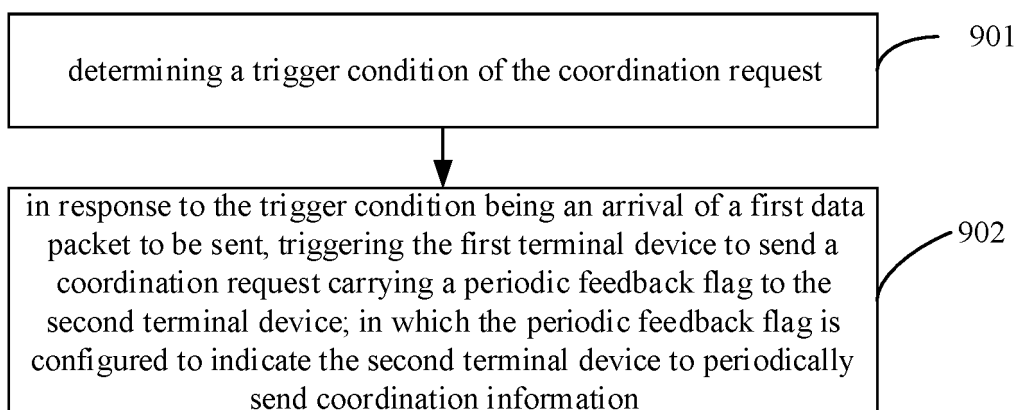 determining a trigger condition of the coordination request
901
in response to the trigger condition being an arrival of a first data
packet to be sent, triggering the first terminal device to send a
coordination request carrying a periodic feedback flag to the
second terminal device; in which the periodic feedback flag is
configured to indicate the second terminal device to periodically
send coordination information
902